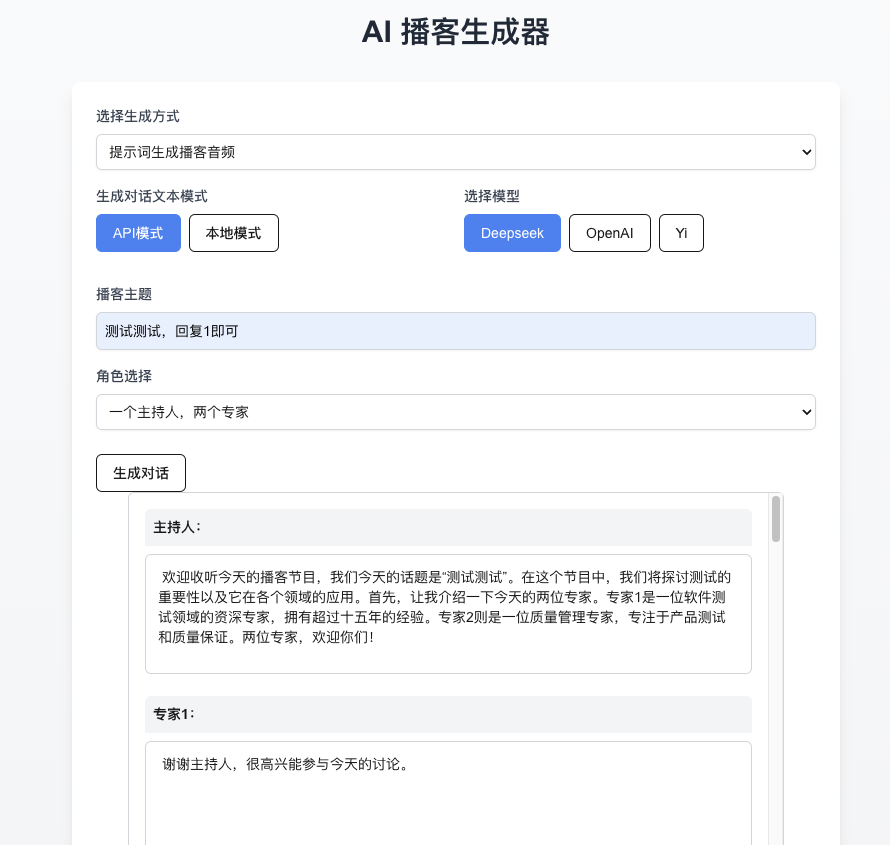 AI 播客生成器
选择生成方式
提示词生成播客音频
生成对话文本模式
选择模型
API模式
本地模式
Deepseek
OpenAI
Yi
播客主题
测试测试，回复1即可
角色选择
一个主持人，两个专家
生成对话
主持人：
欢迎收听今天的播客节目，我们今天的话题是“测试测试”。在这个节目中，我们将探讨测试的
重要性以及它在各个领域的应用。首先，让我介绍一下今天的两位专家。专家1是一位软件测
试领域的资深专家，拥有超过十五年的经验。专家2则是一位质量管理专家，专注于产品测试
和质量保证。两位专家，欢迎你们！
专家1：
谢谢主持人，很高兴能参与今天的讨论。